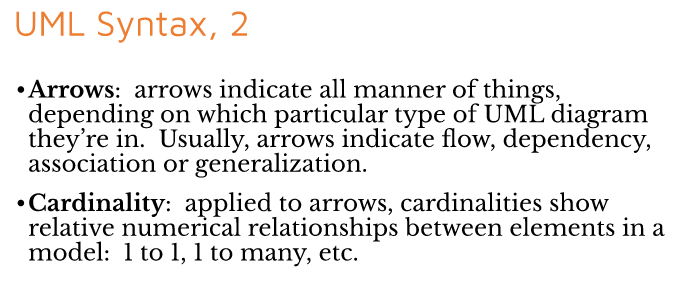 UML Syntax, 2
•Arrows:  arrows indicate all manner of things,
depending on which particular type of UML diagram
they’re in.  Usually, arrows indicate flow, dependency,
association or generalization.
•Cardinality:  applied to arrows, cardinalities show
relative numerical relationships between elements in a
model:  1 to 1, 1 to many, etc.